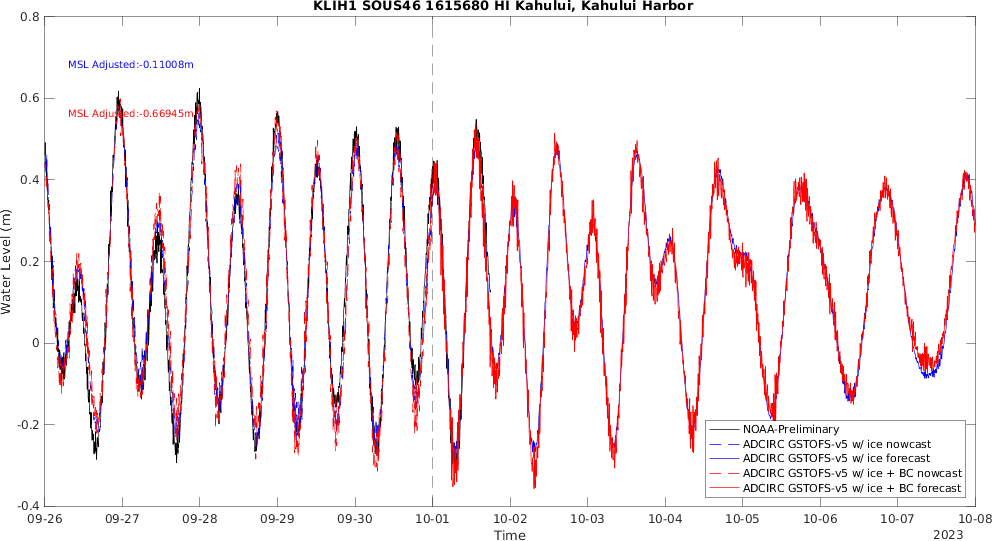 KLIH1 SOUS46 1615680 HI Kahului, Kahului Harbor
0.8
MSL Adjusted:-0.11008m
0.6
MSL Adjusted:-0.66945m
0.4
Water Level (m)
0.2
0
-0.2
NOAA-Preliminary
ADCIRC GSTOFS-v5 w/ ice nowcast
ADCIRC GSTOFS-v5 w/ ice forecast
ADCIRC GSTOFS-v5 w/ ice + BC nowcast
ADCIRC GSTOFS-v5 w/ ice + BC forecast
-0.4
09-26 09-27 09-28 09-29 09-30 10-01 10-02 10-03 10-04 10-05 10-06 10-07 10-08
Time
2023